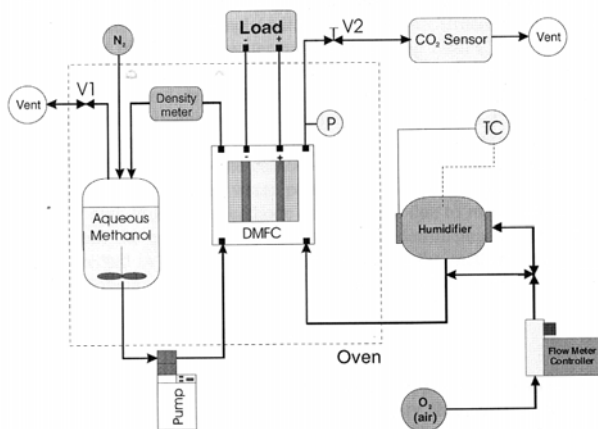 N2
Load
- +
V2
CO2 Sensor
Vent
Vent
V1
Density
meter
P
TC
- +
Aqueous
Methanol
DMFC
Humidifier
Oven
Pump
Flow Meter
Controller
O2
(air)